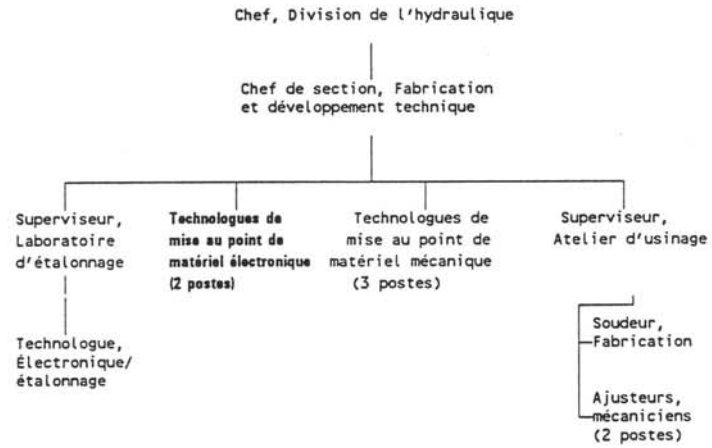 Chef, Division de l'hydraulique
Chef de section, Fabrication
et développement technique
Superviseur,
Laboratoire
d'étalonnage
Technologues de
mise au point de
matériel électronique
(2 postes)
Technologues de
mise au point de
matériel mécanique
(3 postes)
Superviseur,
Atelier d'usinage
Technologue,
Électronique/
étalonnage
Soudeur,
Fabrication
Ajusteurs,
mécaniciens
(2 postes)